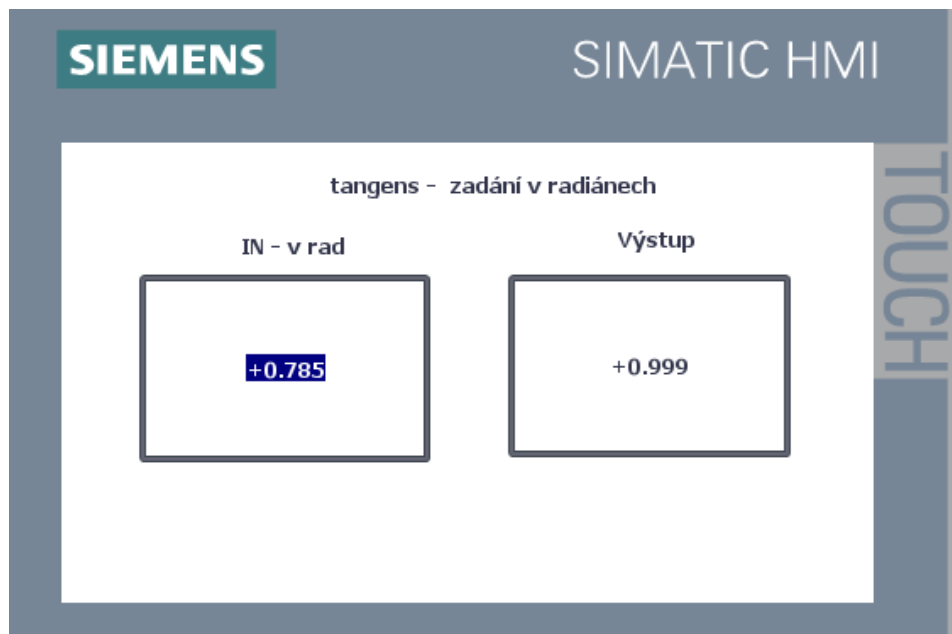 SIEMENS
SIMATIC HMI
TOUCH
tangens - zadání v radiánech
IN - v rad
Výstup
+0.785
+0.999